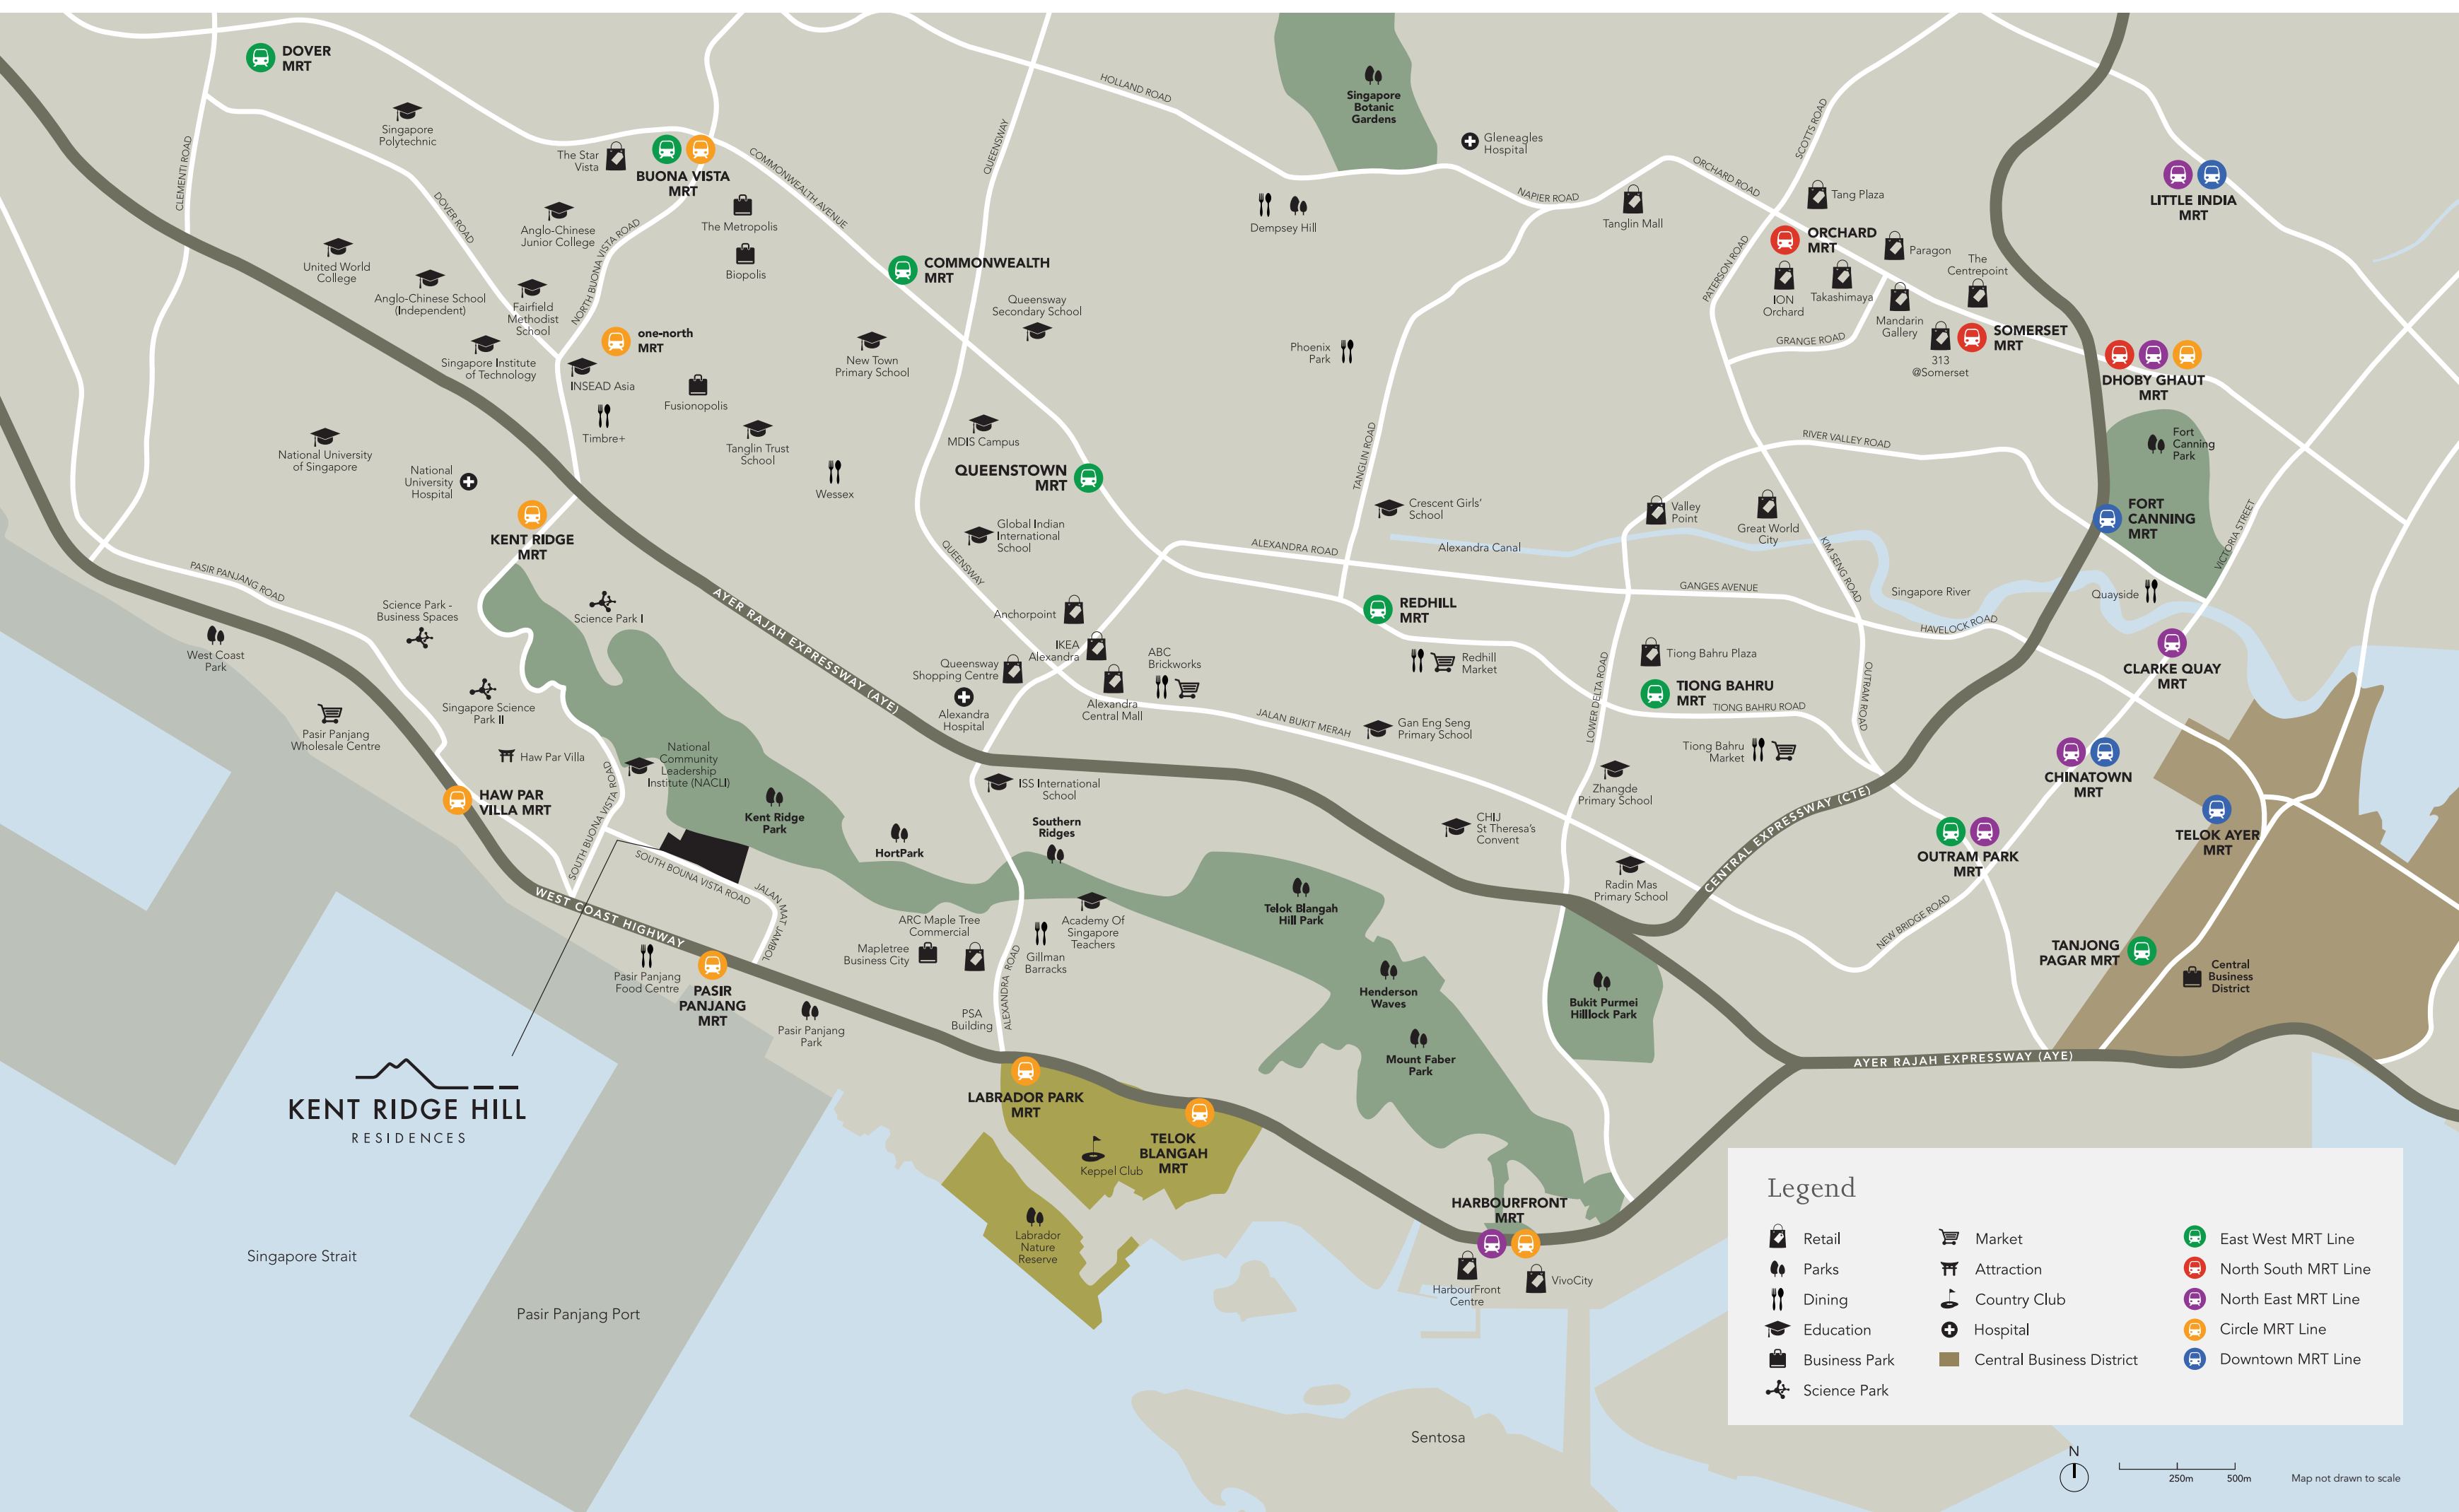 DOVER
MRT
Singapore
Polytechnic
CLEMENTI ROAD
DOVER ROAD
The Star
Vista
BUONA VISTA
MRT
COMMONWEALTH AVENUE
QUEENSWAY
HOLLAND ROAD
Singapore
Botanic
Gardens
Gleneagles
Hospital
NAPIER ROAD
ORCHARD ROAD
SCOTTS ROAD
Tang Plaza
Tanglin Mall
Dempsey Hill
LITTLE INDIA
MRT
ORCHARD
MRT
Paragon
The
Centrepoint
PATERSON ROAD
ION
Orchard
Takashimaya
Mandarin
Gallery
SOMERSET
MRT
313
@Somerset
GRANGE ROAD
DHOBY GHAUT
MRT
Anglo-Chinese
Junior College
NORTH BUONA VISTA ROAD
The Metropolis
Biopolis
COMMONWEALTH
MRT
Queensway
Secondary School
United World
College
Anglo-Chinese School
(Independent)
Fairfield
Methodist
School
one-north
MRT
Singapore Institute
of Technology
INSEAD Asia
New Town
Primary School
Phoenix
Park
Fusionopolis
Timbre+
Tanglin Trust
School
MDIS Campus
TANGLIN ROAD
RIVER VALLEY ROAD
Fort
Canning
Park
National University
of Singapore
National
University
Hospital
Wessex
QUEENSTOWN
MRT
Crescent Girls'
School
Valley
Point
Great World
City
FORT
CANNING
MRT
VICTORIA STREET
KENT RIDGE
MRT
Global Indian
International
School
QUEENSWAY
ALEXANDRA ROAD
Alexandra Canal
KIM SENG ROAD
GANGES AVENUE
Singapore River
Quayside
HAVELOCK ROAD
PASIR PANJANG ROAD
Science Park -
Business Spaces
Science Park I
AYER RAJAH EXPRESSWAY (AYE)
Anchorpoint
REDHILL
MRT
West Coast
Park
IKEA
Alexandra
ABC
Brickworks
Queensway
Shopping Centre
Redhill
Market
LOWER DELTA ROAD
Tiong Bahru Plaza
OUTRAM ROAD
CLARKE QUAY
MRT
TIONG BAHRU
MRT
TIONG BAHRU ROAD
Singapore Science
Park II
Alexandra
Hospital
Alexandra
Central Mall
JALAN BUKIT MERAH
Gan Eng Seng
Primary School
Tiong Bahru
Market
Pasir Panjang
Wholesale Centre
Haw Par Villa
National
Community
Leadership
Institute (NACLI)
SOUTH BUONA VISTA ROAD
ISS International
School
Zhangde
Primary School
CHINATOWN
MRT
HAW PAR
VILLA MRT
Kent Ridge
Park
Southern
Ridges
HortPark
CHIJ
St Theresa's
Convent
CENTRAL EXPRESSWAY (CTE)
TELOK AYER
MRT
OUTRAM PARK
MRT
SOUTH BOUNA VISTA ROAD
JALAN MAT JAMBOL
Radin Mas
Primary School
WEST COAST HIGHWAY
ARC Maple Tree
Commercial
Academy Of
Singapore
Teachers
Telok Blangah
Hill Park
NEW BRIDGE ROAD
Mapletree
Business City
Gillman
Barracks
TANJONG
PAGAR MRT
Central
Business
District
Pasir Panjang
Food Centre
PASIR
PANJANG
MRT
Henderson
Waves
Bukit Purmei
Hilllock Park
Pasir Panjang
Park
PSA
Building
ALEXANDRA ROAD
Mount Faber
Park
AYER RAJAH EXPRESSWAY (AYE)
KENT RIDGE HILL
RESIDENCES
LABRADOR PARK
MRT
TELOK
BLANGAH
MRT
Keppel Club
Labrador
Nature
Reserve
HARBOURFRONT
MRT
HarbourFront
Centre
VivoCity
Singapore Strait
Pasir Panjang Port
Sentosa
Legend
Retail
Parks
Dining
Education
Business Park
Science Park
Market
Attraction
Country Club
Hospital
Central Business District
East West MRT Line
North South MRT Line
North East MRT Line
Circle MRT Line
Downtown MRT Line
N
250m
500m
Map not drawn to scale